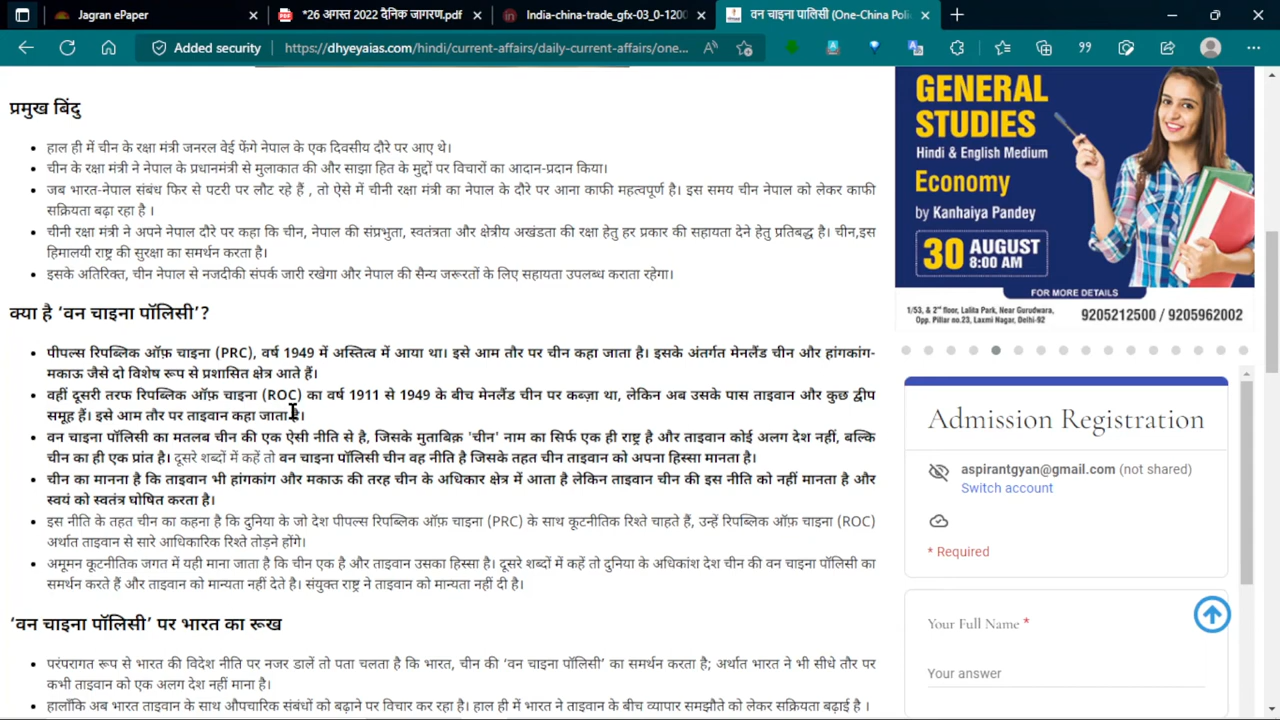 Jagran ePaper
*26 अगस्त 2022 दैनिक जागरण.pdf
India-china-trade_gfx-03_0-1200
वन चाइना पालिसी (One-China Poli
Added security
https://dhyeyaias.com/hindi/current-affairs/daily-current-affairs/one...
प्रमुख बिंदु
हाल ही में चीन के रक्षा मंत्री जनरल वेई फेंगे नेपाल के एक दिवसीय दौरे पर आए थे।
चीन के रक्षा मंत्री ने नेपाल के प्रधानमंत्री से मुलाकात की और साझा हित के मुद्दों पर विचारों का आदान-प्रदान किया।
जब भारत-नेपाल संबंध फिर से पटरी पर लौट रहे हैं , तो ऐसे में चीनी रक्षा मंत्री का नेपाल के दौरे पर आना काफी महत्वपूर्ण है। इस समय चीन नेपाल को लेकर काफी
सक्रियता बढ़ा रहा है ।
चीनी रक्षा मंत्री ने अपने नेपाल दौरे पर कहा कि चीन, नेपाल की संप्रभुता, स्वतंत्रता और क्षेत्रीय अखंडता की रक्षा हेतु हर प्रकार की सहायता देने हेतु प्रतिबद्ध है। चीन,इस
हिमालयी राष्ट्र की सुरक्षा का समर्थन करता है।
इसके अतिरिक्त, चीन नेपाल से नजदीकी संपर्क जारी रखेगा और नेपाल की सैन्य जरूरतों के लिए सहायता उपलब्ध कराता रहेगा।
क्या है ‘वन चाइना पॉलिसी’?
पीपल्स रिपब्लिक ऑफ़ चाइना (PRC), वर्ष 1949 में अस्तित्व में आया था। इसे आम तौर पर चीन कहा जाता है। इसके अंतर्गत मेनलैंड चीन और हांगकांग-
मकाऊ जैसे दो विशेष रूप से प्रशासित क्षेत्र आते हैं।
वहीं दूसरी तरफ रिपब्लिक ऑफ़ चाइना (ROC) का वर्ष 1911 से 1949 के बीच मेनलैंड चीन पर कब्ज़ा था, लेकिन अब उसके पास ताइवान और कुछ द्वीप
समूह हैं। इसे आम तौर पर ताइवान कहा जाता है।
वन चाइना पॉलिसी का मतलब चीन की एक ऐसी नीति से है, जिसके मुताबिक़ 'चीन' नाम का सिर्फ एक ही राष्ट्र है और ताइवान कोई अलग देश नहीं, बल्कि
चीन का ही एक प्रांत है। दूसरे शब्दों में कहें तो वन चाइना पॉलिसी चीन वह नीति है जिसके तहत चीन ताइवान को अपना हिस्सा मानता है।
चीन का मानना है कि ताइवान भी हांगकांग और मकाऊ की तरह चीन के अधिकार क्षेत्र में आता है लेकिन ताइवान चीन की इस नीति को नहीं मानता है और
स्वयं को स्वतंत्र घोषित करता है।
इस नीति के तहत चीन का कहना है कि दुनिया के जो देश पीपल्स रिपब्लिक ऑफ़ चाइना (PRC) के साथ कूटनीतिक रिश्ते चाहते हैं, उन्हें रिपब्लिक ऑफ़ चाइना (ROC)
अर्थात ताइवान से सारे आधिकारिक रिश्ते तोड़ने होंगे।
अमूमन कूटनीतिक जगत में यही माना जाता है कि चीन एक है और ताइवान उसका हिस्सा है। दूसरे शब्दों में कहें तो दुनिया के अधिकांश देश चीन की वन चाइना पॉलिसी का
समर्थन करते हैं और ताइवान को मान्यता नहीं देते है। संयुक्त राष्ट्र ने ताइवान को मान्यता नहीं दी है।
‘वन चाइना पॉलिसी’ पर भारत का रूख
परंपरागत रूप से भारत की विदेश नीति पर नजर डालें तो पता चलता है कि भारत, चीन की ‘वन चाइना पॉलिसी’ का समर्थन करता है; अर्थात भारत ने भी सीधे तौर पर
कभी ताइवान को एक अलग देश नहीं माना है।
हालाँकि अब भारत ताइवान के साथ औपचारिक संबंधों को बढ़ाने पर विचार कर रहा है। हाल ही में भारत ने ताइवान के बीच व्यापार समझौते को लेकर सक्रियता बढ़ाई है ।
GENERAL
STUDIES
Hindi & English Medium
Economy
by Kanhaiya Pandey
30 AUGUST
8:00 AM
FOR MORE DETAILS
1/53, & 2nd floor, Lalita Park, Near Gurudwara,
Opp. Pillar no.23, Laxmi Nagar, Delhi-92
9205212500 / 9205962002
Admission Registration
aspirantgyan@gmail.com (not shared)
Switch account
* Required
Your Full Name *
Your answer